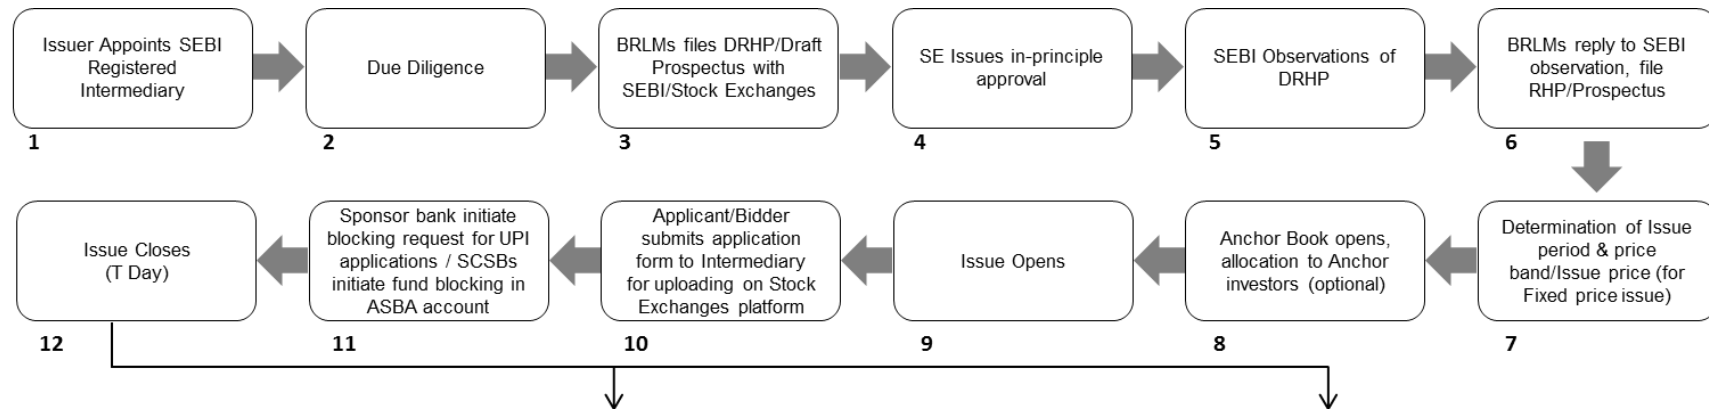 Issuer Appoints SEBI
Registered
Intermediary
1
Due Diligence
2
BRLMs files DRHP/Draft
Prospectus with
SEBI/Stock Exchanges
3
SE Issues in-principle
approval
4
SEBI Observations of
DRHP
5
BRLMs reply to SEBI
observation, file
RHP/Prospectus
6
Determination of Issue
period & price
band/Issue price (for
Fixed price issue)
7
Anchor Book opens,
allocation to Anchor
investors (optional)
8
Issue Opens
9
Applicant/Bidder
submits application
form to Intermediary
for uploading on Stock
Exchanges platform
10
Sponsor bank initiate
blocking request for UPI
applications / SCSBs
initiate fund blocking in
ASBA account
11
Issue Closes
(T Day)
12